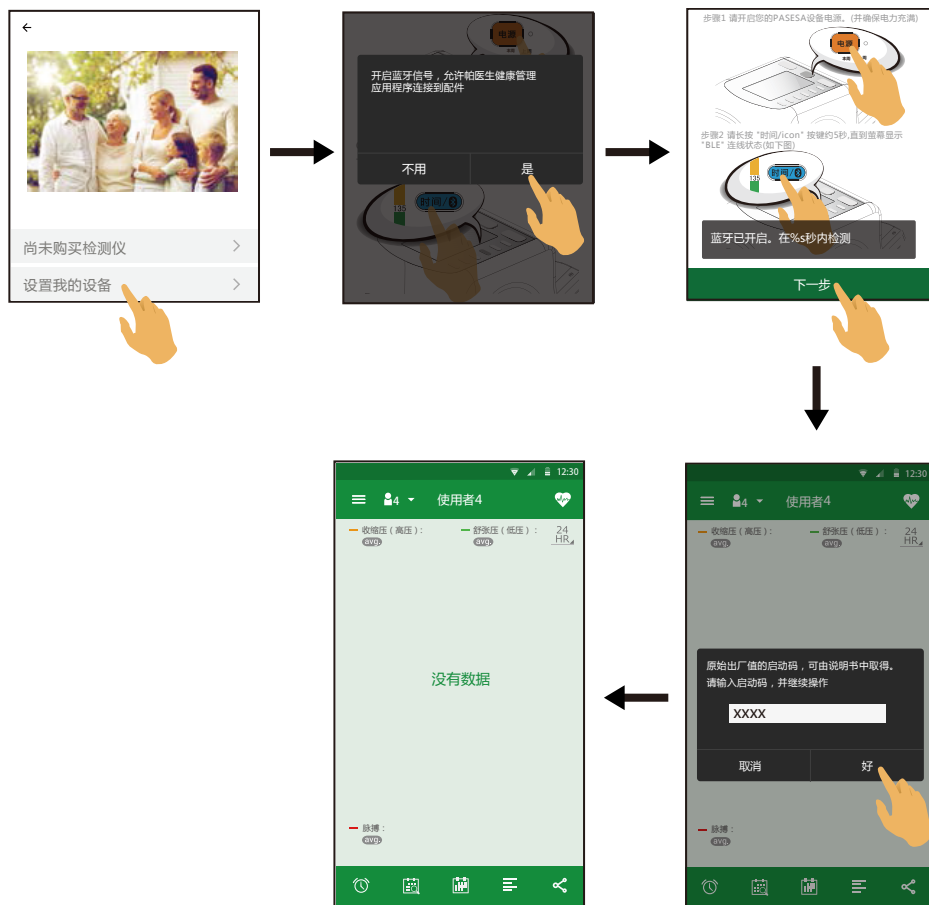 尚未购买检测仪
设置我的设备
电源
开启蓝牙信号，允许帕医生健康管理
应用程序连接到配件
不用
是
135
时间/
步骤1 请开启您的PASESA设备电源。(并确保电力充满)
电源
步骤2 请长按 "时间/icon" 按键约5秒,直到萤幕显示
"BLE" 连线状态(如下图)
135
时间/
蓝牙已开启。在%s秒内检测
下一步
12:30
4 使用者4
收缩压（高压）： 舒张压（低压）： 24
avg. avg. HR
没有数据
脉搏：
avg.
12:30
4 使用者4
收缩压（高压）： 舒张压（低压）： 24
avg. avg. HR
原始出厂值的启动码，可由说明书中取得。
请输入启动码，并继续操作
XXXX
取消
好
脉搏：
avg.